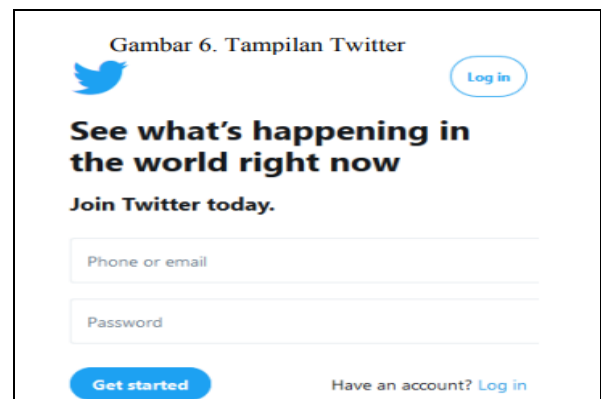 Gambar 6. Tampilan Twitter
Log in
See what's happening in
the world right now
Join Twitter today.
Phone or email
Password
Get started
Have an account? Log in